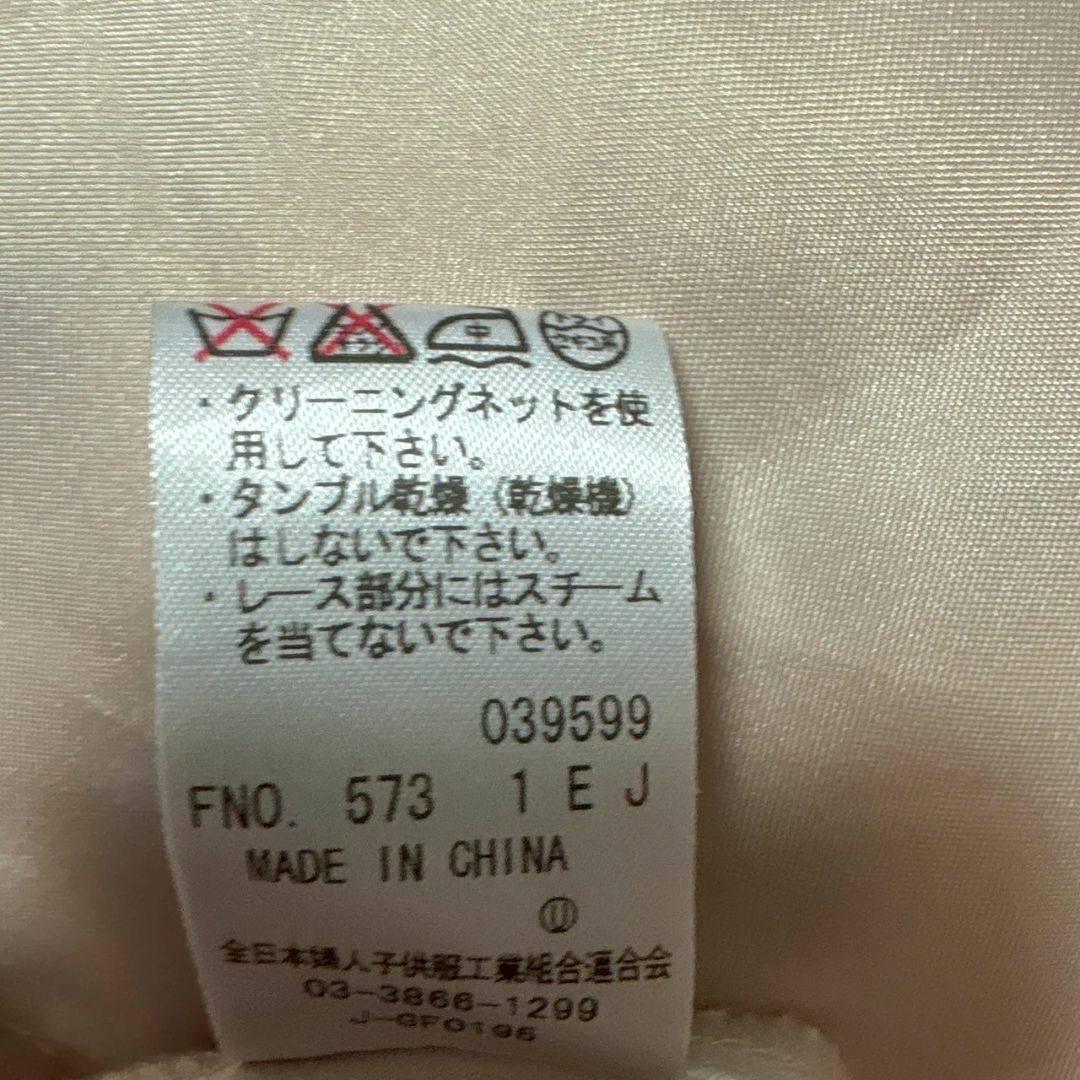 中
・クリーニングネットを使
用して下さい。
・タンブル乾燥（乾燥機）
はしないで下さい。
・レース部分にはスチーム
を当てないで下さい。
039599
FNO. 573 1 E J
MADE IN CHINA
Ⓤ
全日本婦人子供服工業組合連合会
03-3866-1299
J-GF0195